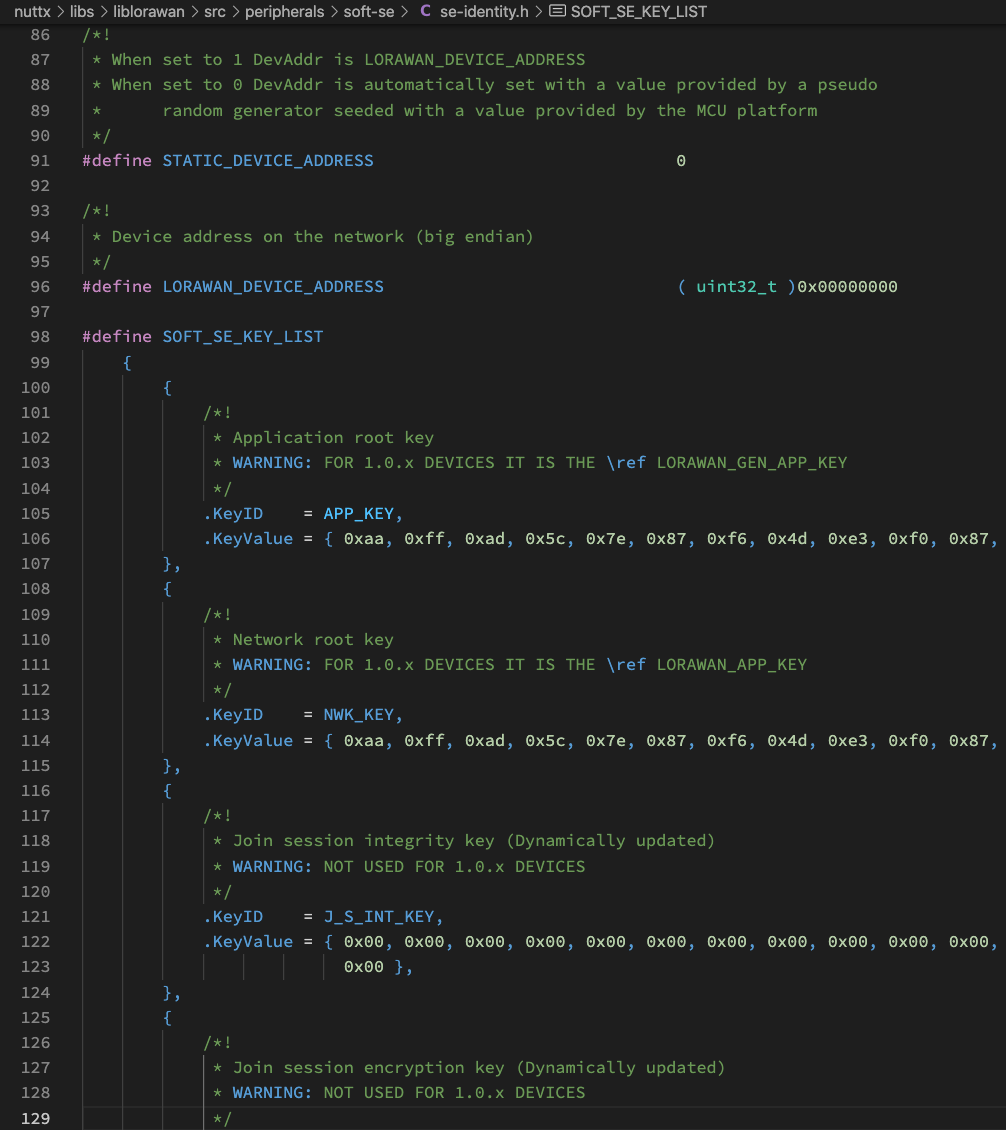 nuttx > libs > liblorawan > src > peripherals > soft-se > C se-identity.h > SOFT_SE_KEY_LIST
86 /*!
87 * When set to 1 DevAddr is LORAWAN_DEVICE_ADDRESS
88 * When set to 0 DevAddr is automatically set with a value provided by a pseudo
89 * random generator seeded with a value provided by the MCU platform
90 */
91 #define STATIC_DEVICE_ADDRESS 0
92
93 /*!
94 * Device address on the network (big endian)
95 */
96 #define LORAWAN_DEVICE_ADDRESS ( uint32_t )0x00000000
97
98 #define SOFT_SE_KEY_LIST
99 {
100 {
101 /*!
102 * Application root key
103 * WARNING: FOR 1.0.x DEVICES IT IS THE \ref LORAWAN_GEN_APP_KEY
104 */
105 .KeyID = APP_KEY,
106 .KeyValue = { 0xaa, 0xff, 0xad, 0x5c, 0x7e, 0x87, 0xf6, 0x4d, 0xe3, 0xf0, 0x87,
107 },
108 {
109 /*!
110 * Network root key
111 * WARNING: FOR 1.0.x DEVICES IT IS THE \ref LORAWAN_APP_KEY
112 */
113 .KeyID = NWK_KEY,
114 .KeyValue = { 0xaa, 0xff, 0xad, 0x5c, 0x7e, 0x87, 0xf6, 0x4d, 0xe3, 0xf0, 0x87,
115 },
116 {
117 /*!
118 * Join session integrity key (Dynamically updated)
119 * WARNING: NOT USED FOR 1.0.x DEVICES
120 */
121 .KeyID = J_S_INT_KEY,
122 .KeyValue = { 0x00, 0x00, 0x00, 0x00, 0x00, 0x00, 0x00, 0x00, 0x00, 0x00, 0x00,
123 0x00 },
124 },
125 {
126 /*!
127 * Join session encryption key (Dynamically updated)
128 * WARNING: NOT USED FOR 1.0.x DEVICES
129 */